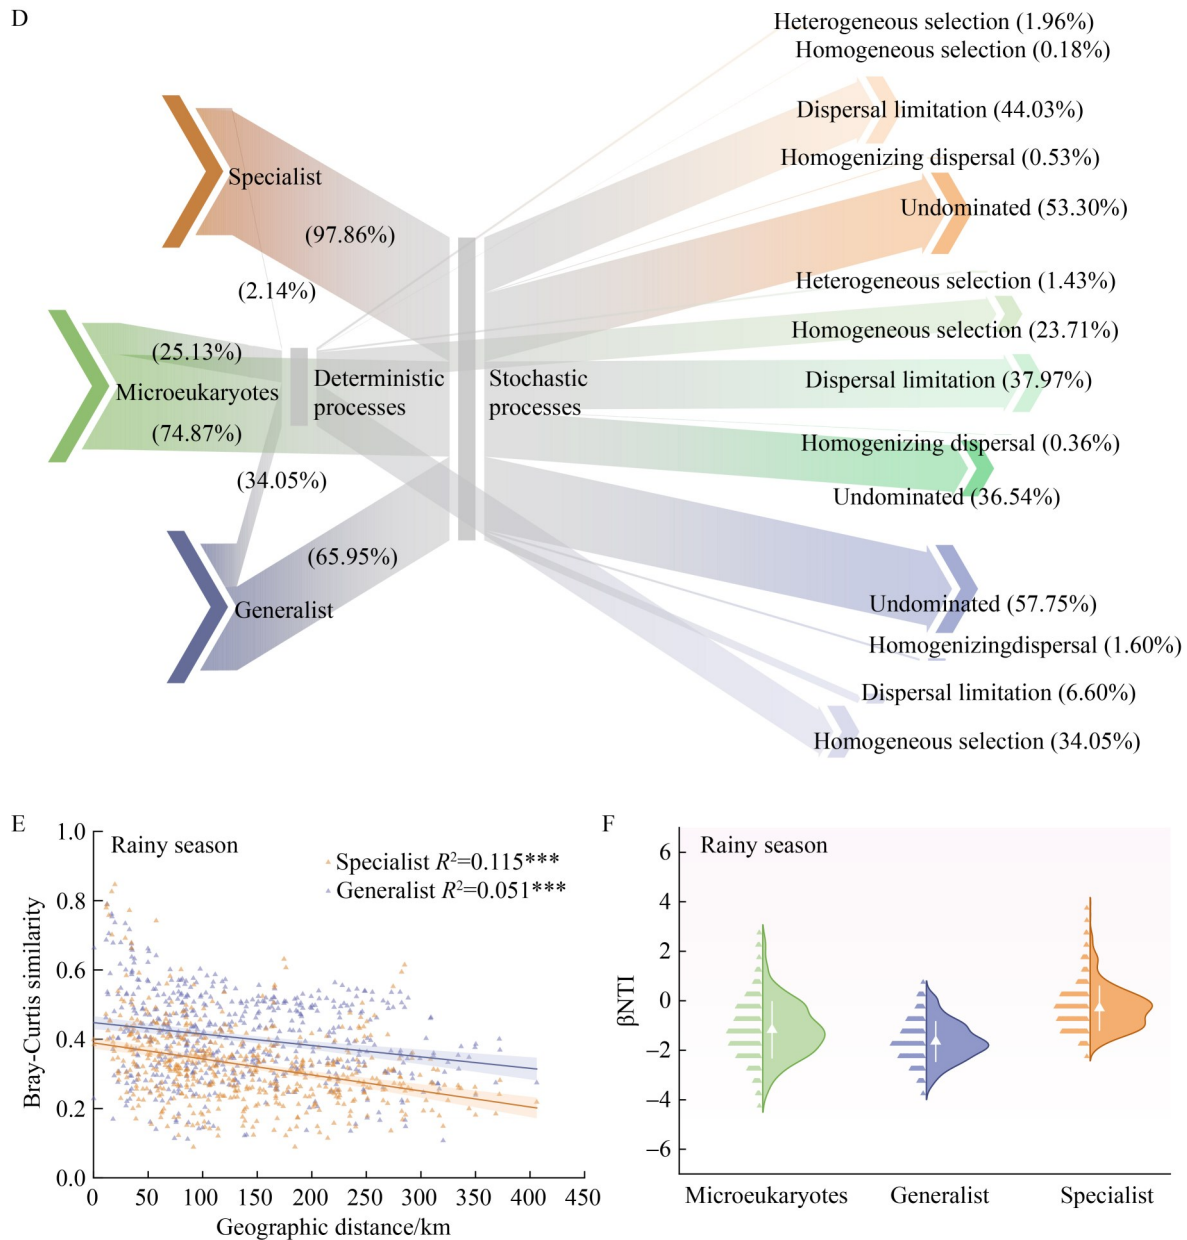 D
Heterogeneous selection (1.96%)
Homogeneous selection (0.18%)
Dispersal limitation (44.03%)
Homogenizing dispersal (0.53%)
Specialist
Undominated (53.30%)
(97.86%)
(2.14%)
Heterogeneous selection (1.43%)
Homogeneous selection (23.71%)
(25.13%)
Microeukaryotes
Deterministic
processes
Stochastic
processes
Dispersal limitation (37.97%)
(74.87%)
Homogenizing dispersal (0.36%)
(34.05%)
Undominated (36.54%)
(65.95%)
Generalist
Undominated (57.75%)
Homogenizingdispersal (1.60%)
Dispersal limitation (6.60%)
Homogeneous selection (34.05%)
E
Rainy season
Specialist R²=0.115***
Generalist R²=0.051***
Bray-Curtis similarity
1.0
0.8
0.6
0.4
0.2
0.0
0 50 100 150 200 250 300 350 400 450
Geographic distance/km
F
Rainy season
βNTI
6
4
2
0
−2
−4
−6
Microeukaryotes Generalist Specialist